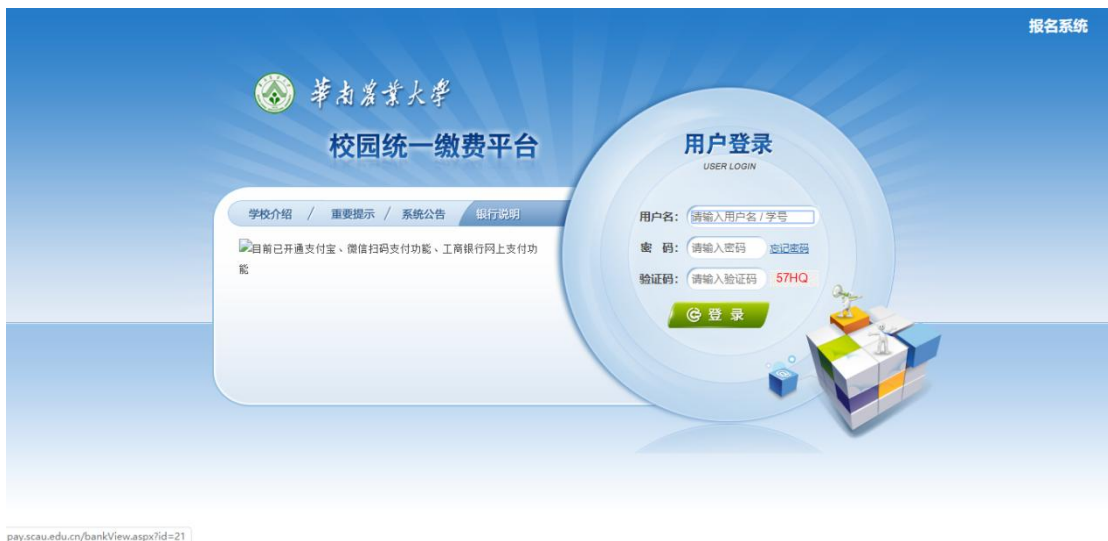 报名系统
華南農業大學
校园统一缴费平台
用户登录
USER LOGIN
学校介绍 / 重要提示 / 系统公告 银行说明
目前已开通支付宝、微信扫码支付功能、工商银行网上支付功
能
用户名: 请输入用户名 / 学号
密 码: 请输入密码 忘记密码
验证码: 请输入验证码 57HQ
登 录
pay.scau.edu.cn/bankView.aspx?id=21